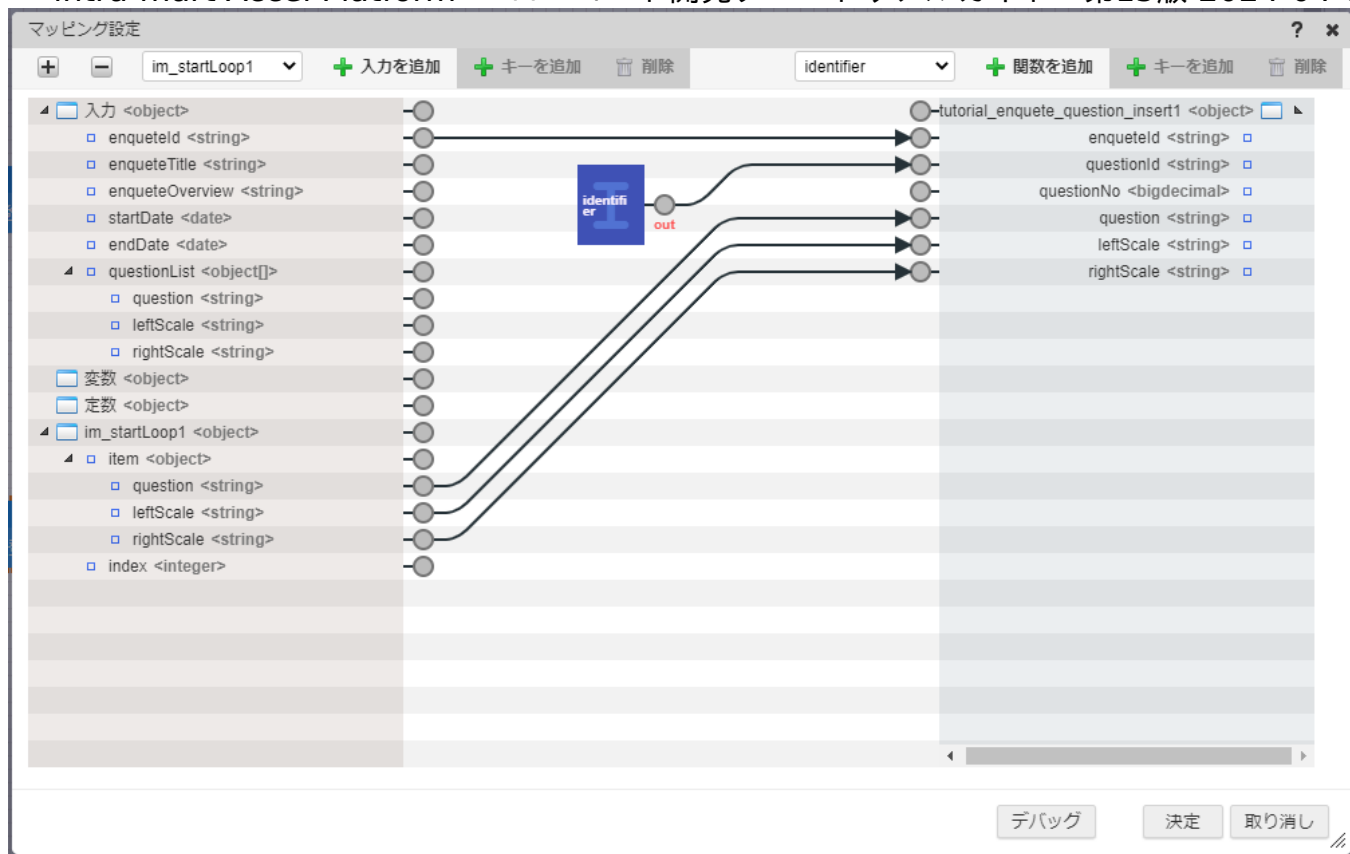 マッピング設定 ? ×
im_startLoop1 入力を追加 キーを追加 削除 identifier 関数を追加 キーを追加 削除
入力 <object>
tutorial_enquete_question_insert1 <object>
enqueteId <string>
enqueteId <string>
enqueteTitle <string>
questionId <string>
enqueteOverview <string>
questionNo <bigdecimal>
startDate <date>
question <string>
endDate <date>
leftScale <string>
questionList <object[]>
rightScale <string>
question <string>
leftScale <string>
rightScale <string>
変数 <object>
定数 <object>
im_startLoop1 <object>
item <object>
question <string>
leftScale <string>
rightScale <string>
index <integer>
identifi
er
out
デバッグ 決定 取り消し